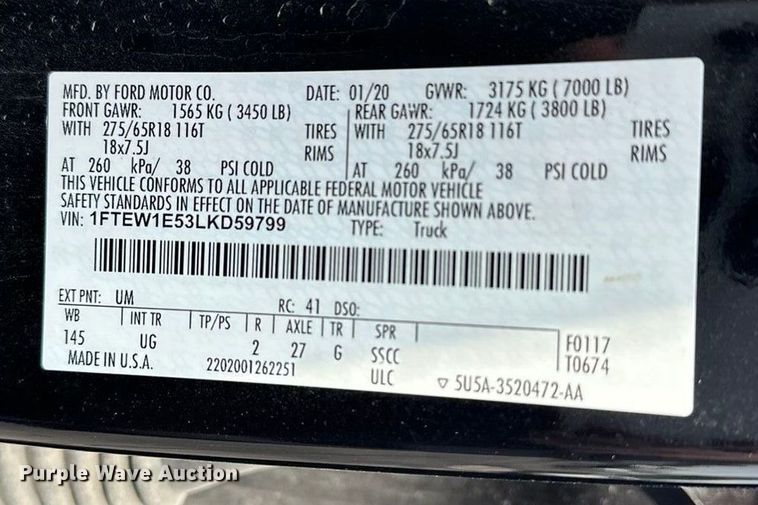 MFD. BY FORD MOTOR CO. DATE: 01/20 GVWR: 3175 KG ( 7000 LB)
FRONT GAWR: 1565 KG ( 3450 LB) REAR GAWR: 1724 KG ( 3800 LB)
WITH 275/65R18 116T TIRES WITH 275/65R18 116T TIRES
18x7.5J RIMS 18x7.5J RIMS
AT 260 kPa/ 38 PSI COLD AT 260 kPa/ 38 PSI COLD
THIS VEHICLE CONFORMS TO ALL APPLICABLE FEDERAL MOTOR VEHICLE
SAFETY STANDARDS IN EFFECT ON THE DATE OF MANUFACTURE SHOWN ABOVE.
VIN: 1FTEW1E53LKD59799 TYPE: Truck
EXT PNT: UM RC: 41 DSO:
WB INT TR TP/PS R AXLE TR SPR
145 UG 2 27 G SSCC F0117
T0674
MADE IN U.S.A. 2202001262251 ULC ▽ 5U5A-3520472-AA
Purple Wave Auction